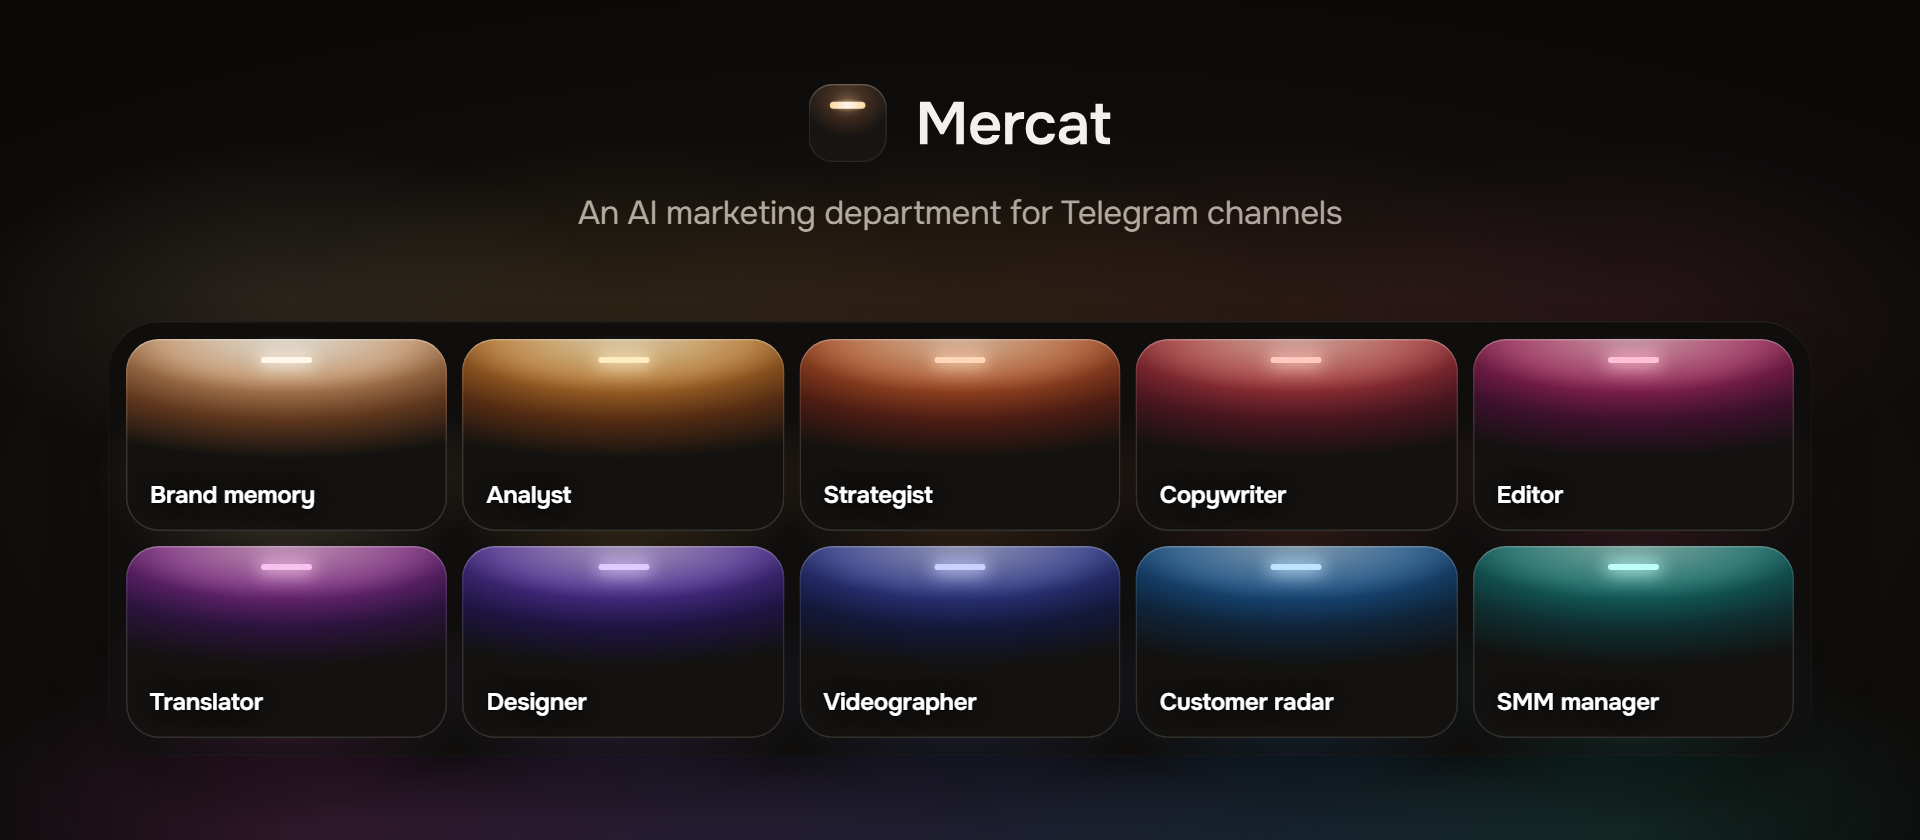 Mercat
An AI marketing department for Telegram channels
Brand memory
Analyst
Strategist
Copywriter
Editor
Translator
Designer
Videographer
Customer radar
SMM manager